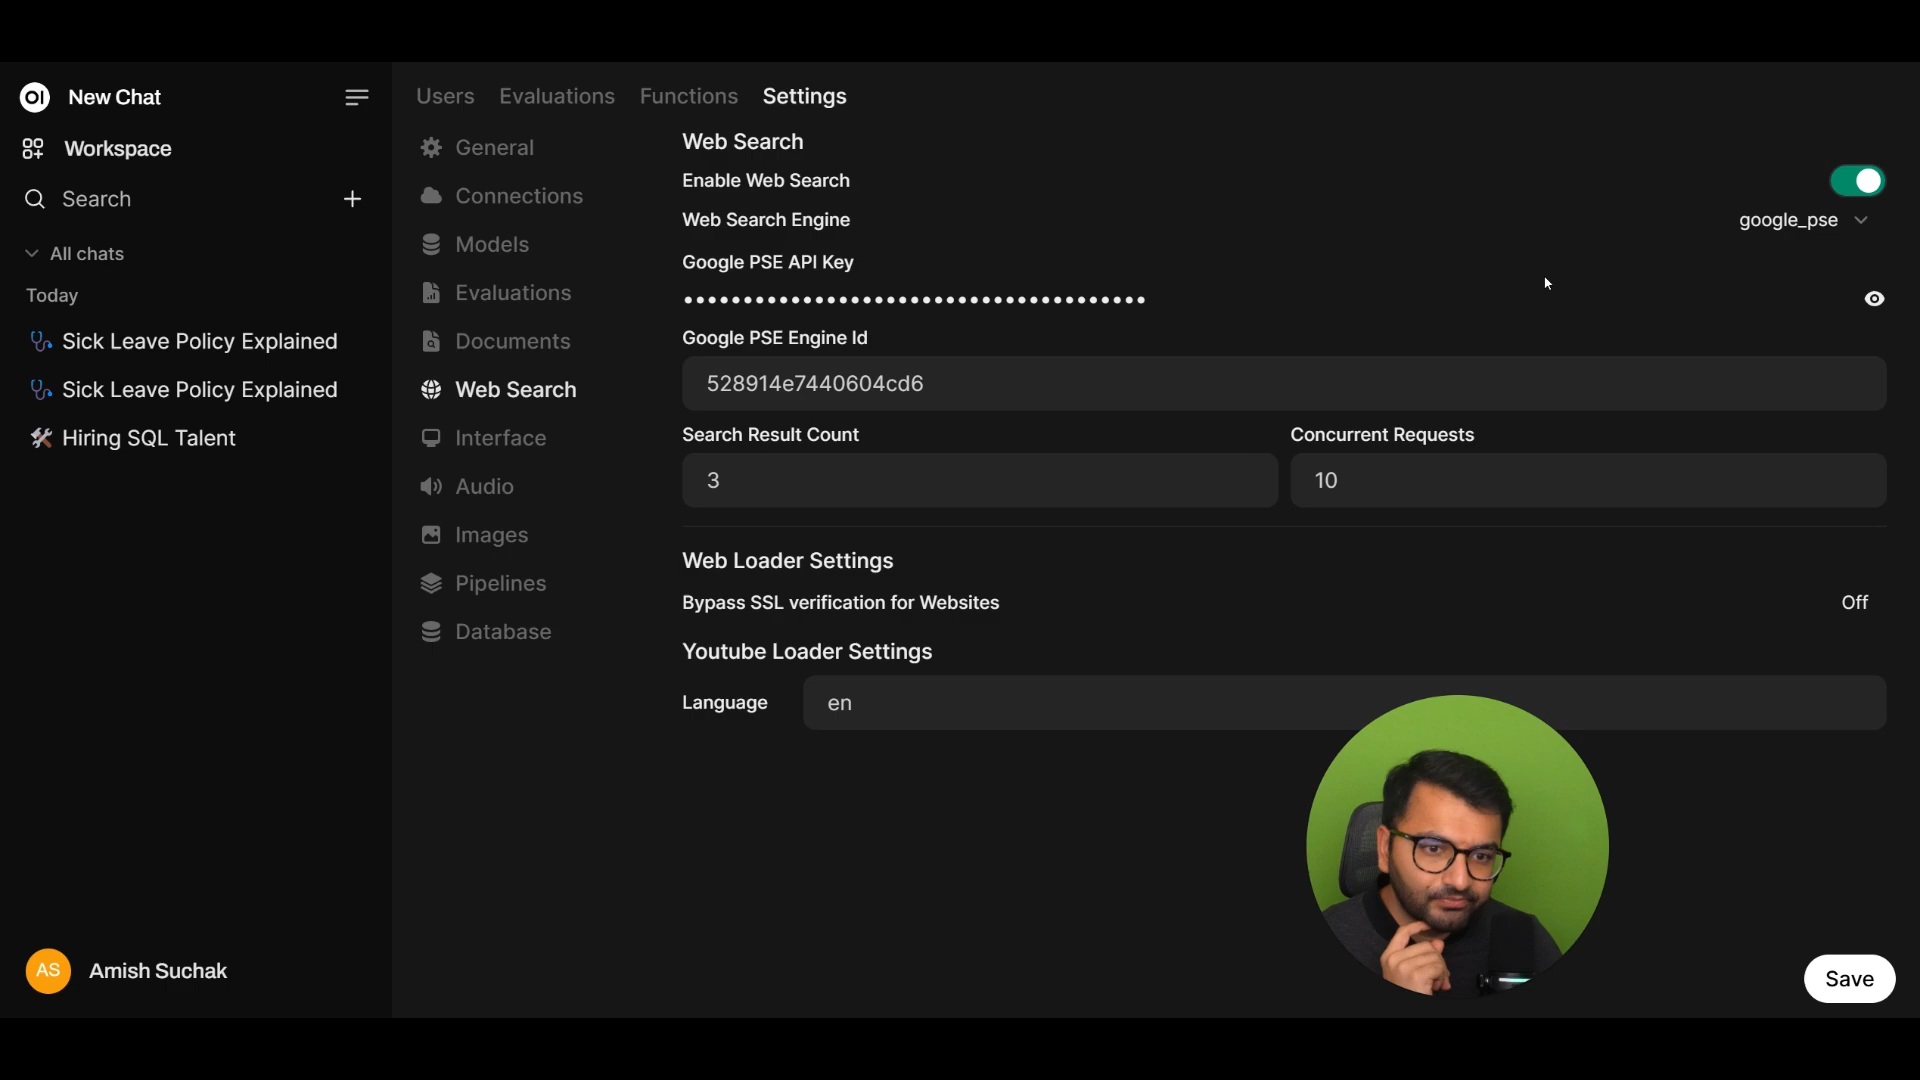 OI New Chat
Workspace
Search
All chats
Today
Sick Leave Policy Explained
Sick Leave Policy Explained
Hiring SQL Talent
AS Amish Suchak
Users Evaluations Functions Settings
General
Connections
Models
Evaluations
Documents
Web Search
Interface
Audio
Images
Pipelines
Database
Web Search
Enable Web Search
Web Search Engine google_pse
Google PSE API Key
Google PSE Engine Id
528914e7440604cd6
Search Result Count Concurrent Requests
3 10
Web Loader Settings
Bypass SSL verification for Websites Off
Youtube Loader Settings
Language en
Save